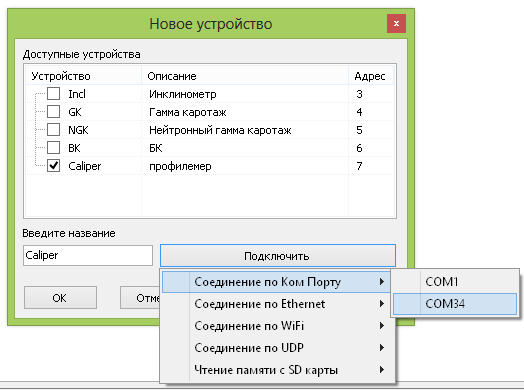 Новое устройство
x
Доступные устройства
Устройство Описание Адрес
Incl Инклинометр 3
GK Гамма каротаж 4
NGK Нейтронный гамма каротаж 5
BK БК 6
Caliper профилемер 7
Введите название
Caliper Подключить
Соединение по Ком Порту COM1
OK Отме Соединение по Ethernet COM34
Соединение по WiFi
Соединение по UDP
Чтение памяти с SD карты